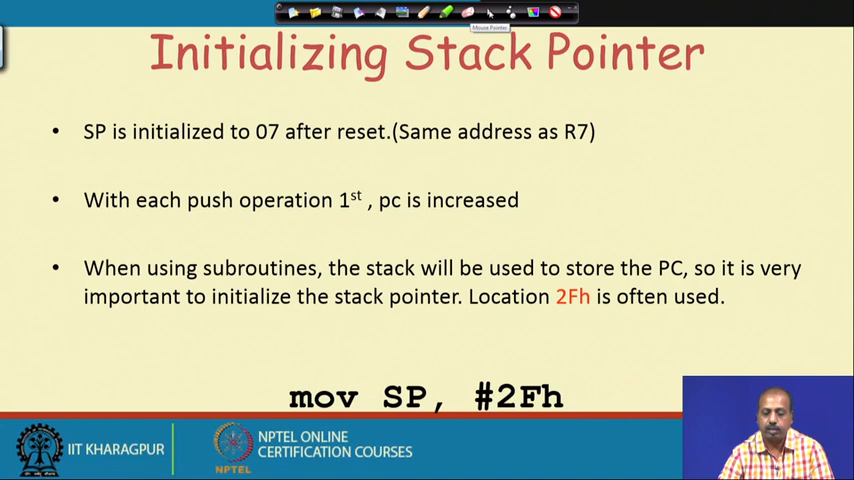 Mouse Pointer
Initializing Stack Pointer
• SP is initialized to 07 after reset.(Same address as R7)
• With each push operation 1st , pc is increased
• When using subroutines, the stack will be used to store the PC, so it is very
important to initialize the stack pointer. Location 2Fh is often used.
mov SP, #2Fh
IIT KHARAGPUR
NPTEL
NPTEL ONLINE
CERTIFICATION COURSES